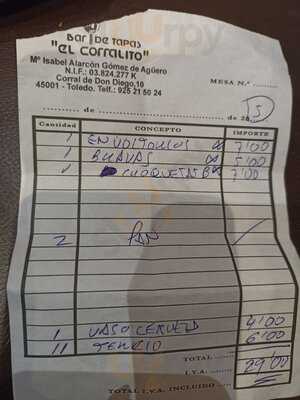 Bar de Tapas
"EL CORRALITO"
Mª Isabel Alarcón Gómez de Agüero
N.I.F.: 03.824.277 K
Corral de Don Diego,10
45001 - Toledo. Telf.: 925 21 50 24
MESA N.º
de de 20
5
Cantidad CONCEPTO IMPORTE
1 7'00
1 BRAVAS 5'00
CROQUETAS 7'00
2 PAN
1 VASO CERVEZA 4'00
11 TERCIO 6'00
TOTAL
I.V.A. 29'00
TOTAL I.V.A. INCLUIDO